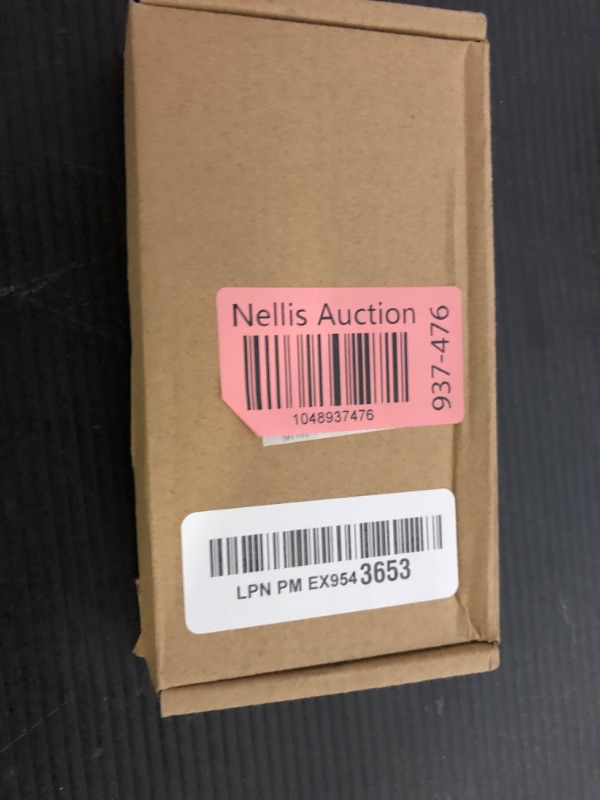 Nellis Auction
937-476
1048937476
LPN PM EX954 3653